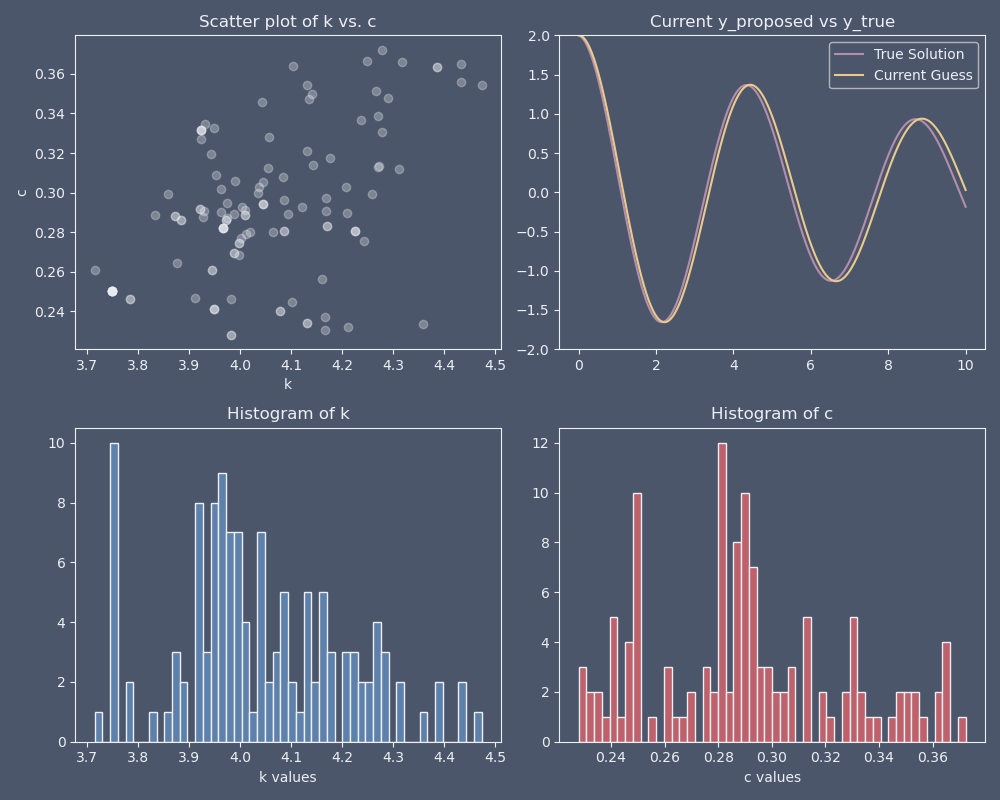 Scatter plot of k vs. c
c
0.36
0.34
0.32
0.30
0.28
0.26
0.24
3.7 3.8 3.9 4.0 4.1 4.2 4.3 4.4 4.5
k
Current y_proposed vs y_true
True Solution
Current Guess
2.0
1.5
1.0
0.5
0.0
−0.5
−1.0
−1.5
−2.0
0 2 4 6 8 10
Histogram of k
10
8
6
4
2
0
3.7 3.8 3.9 4.0 4.1 4.2 4.3 4.4 4.5
k values
Histogram of c
12
10
8
6
4
2
0
0.24 0.26 0.28 0.30 0.32 0.34 0.36
c values